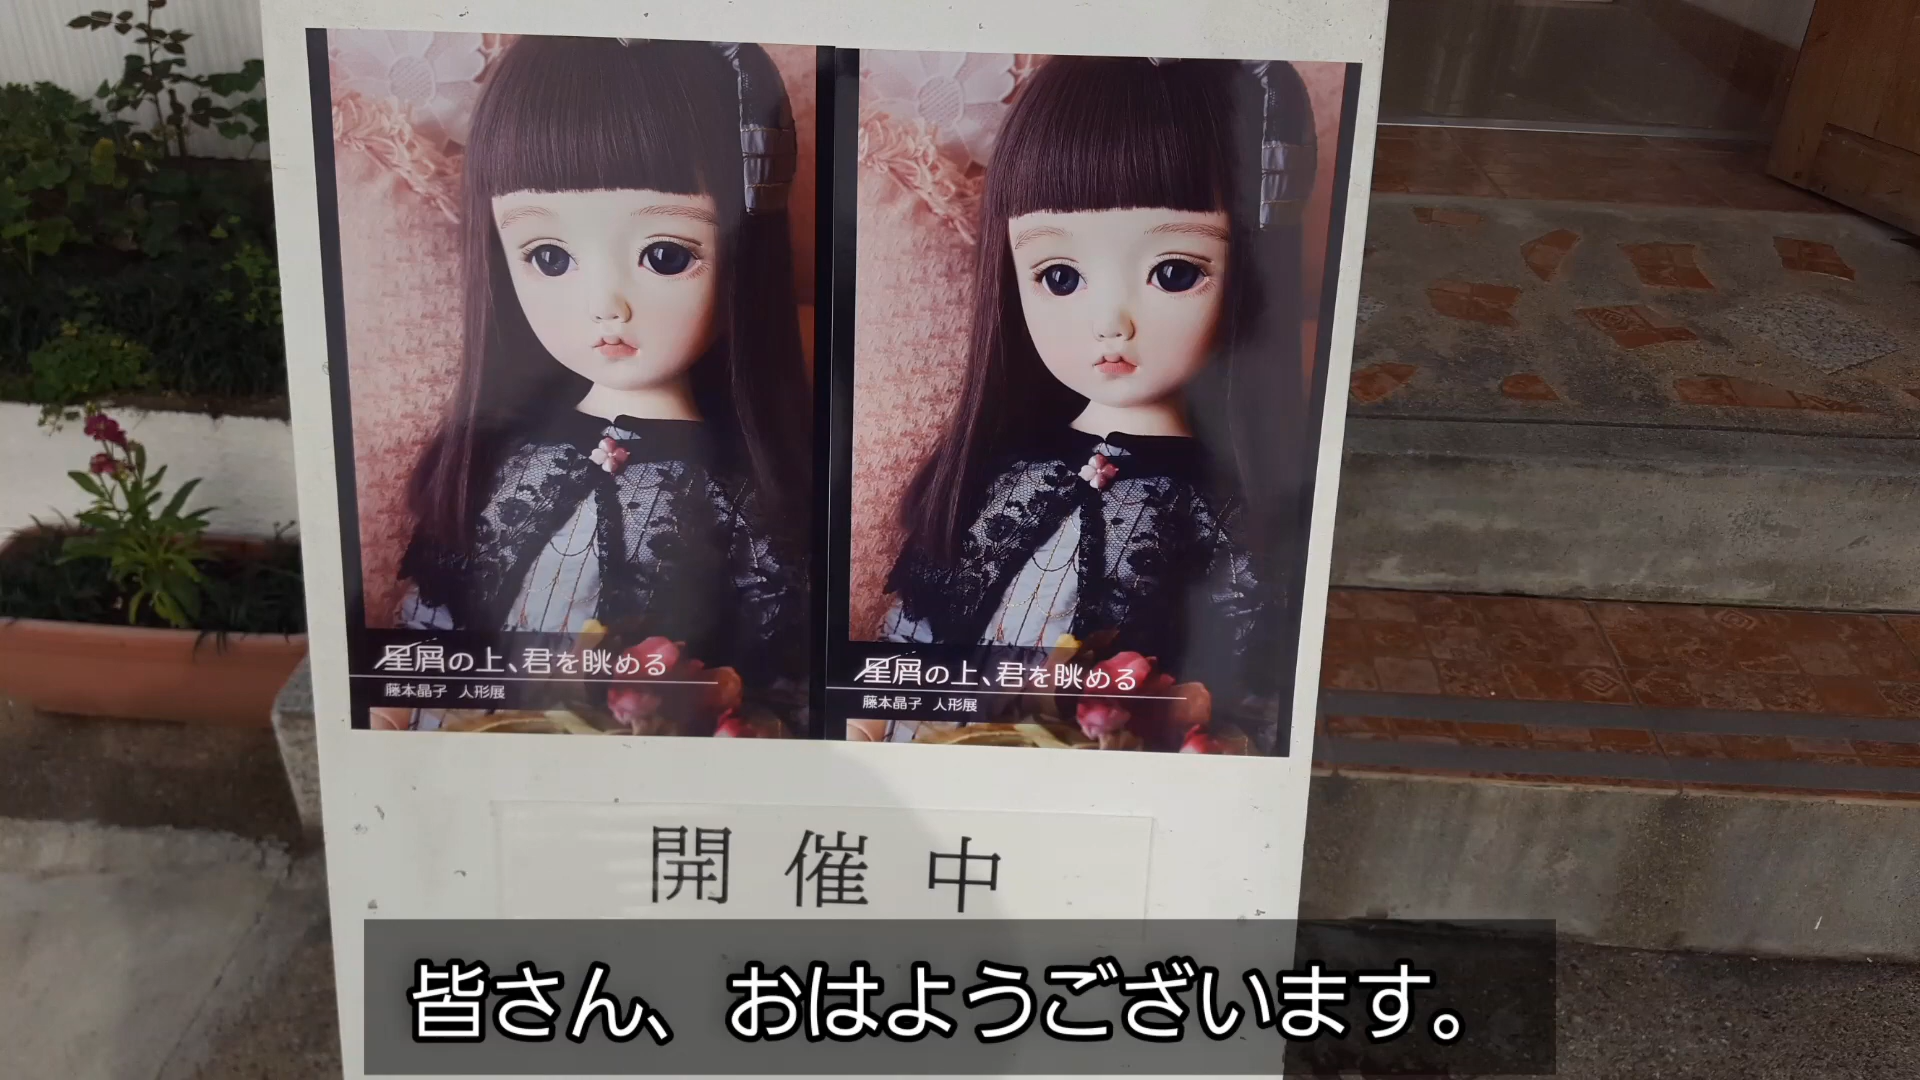 星屑の上、君を眺める
藤本晶子 人形展
星屑の上、君を眺める
藤本晶子 人形展
開催中
皆さん、おはようございます。